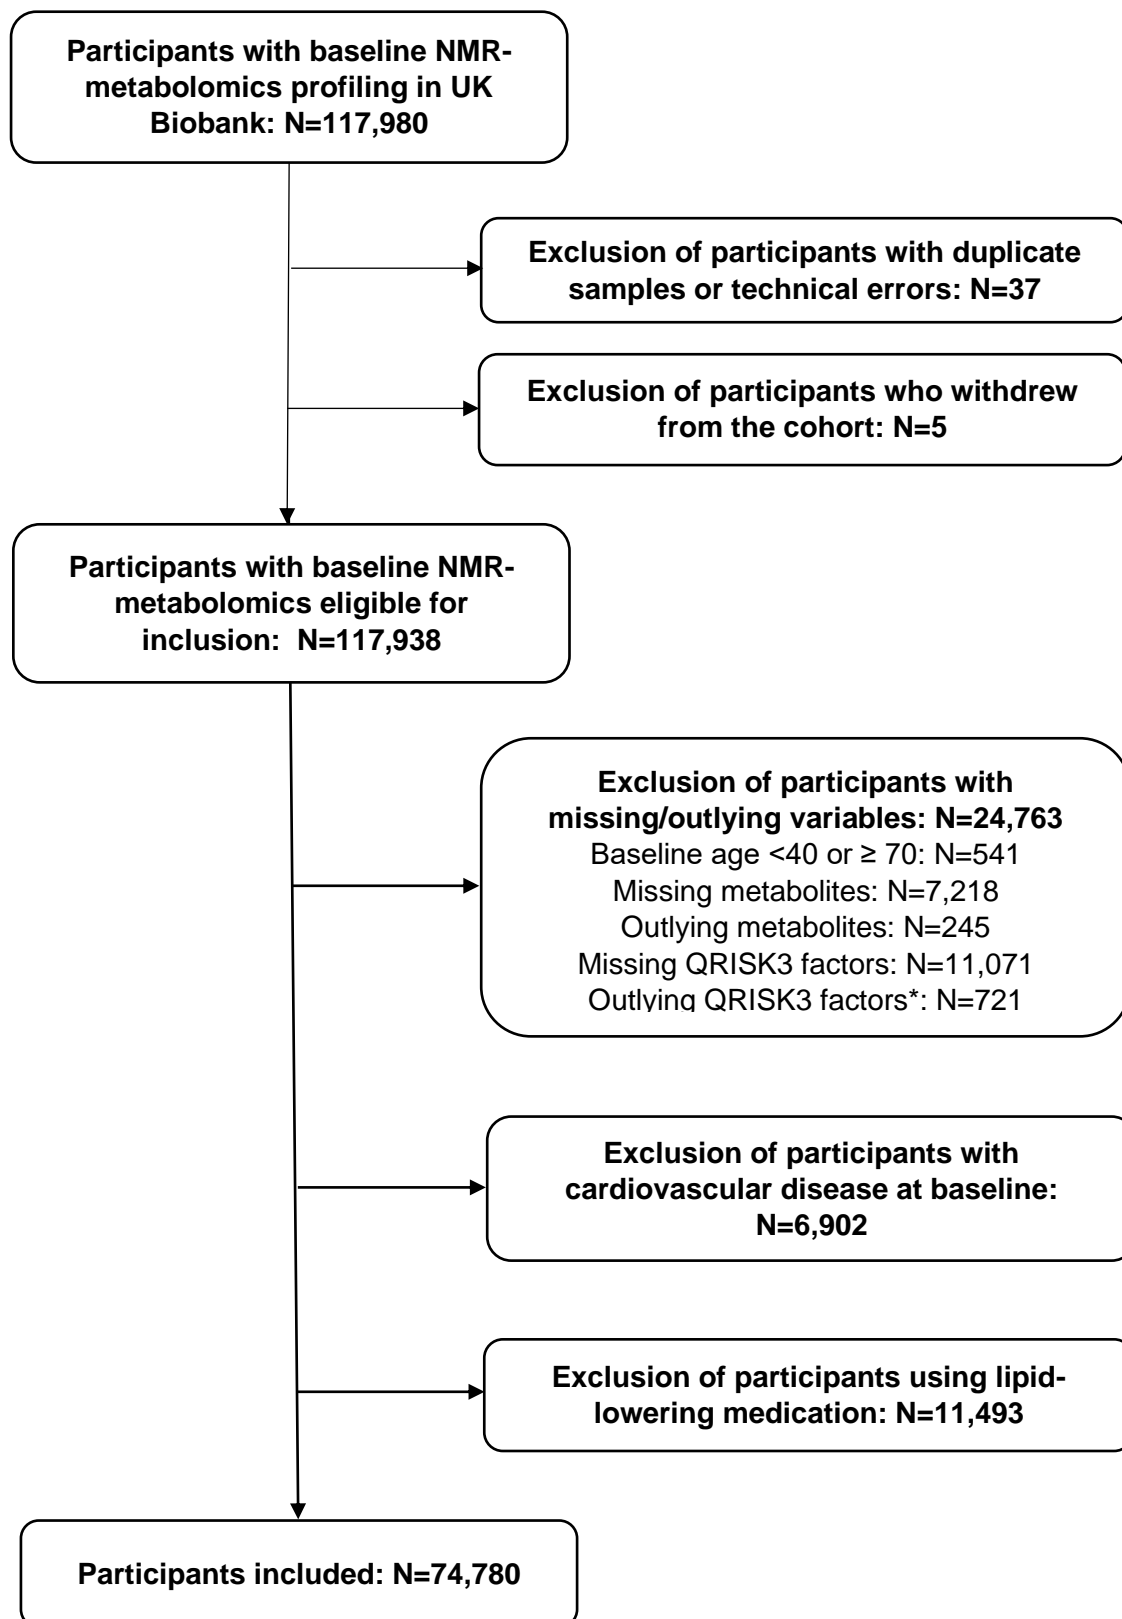 Participants with baseline NMR-
metabolomics profiling in UK
Biobank: N=117,980
Exclusion of participants with duplicate
samples or technical errors: N=37
Exclusion of participants who withdrew
from the cohort: N=5
Participants with baseline NMR-
metabolomics eligible for
inclusion:  N=117,938
Exclusion of participants with
missing/outlying variables: N=24,763
Baseline age <40 or ≥ 70: N=541
Missing metabolites: N=7,218
Outlying metabolites: N=245
Missing QRISK3 factors: N=11,071
Outlying QRISK3 factors*: N=721
Exclusion of participants with
cardiovascular disease at baseline:
N=6,902
Exclusion of participants using lipid-
lowering medication: N=11,493
Participants included: N=74,780